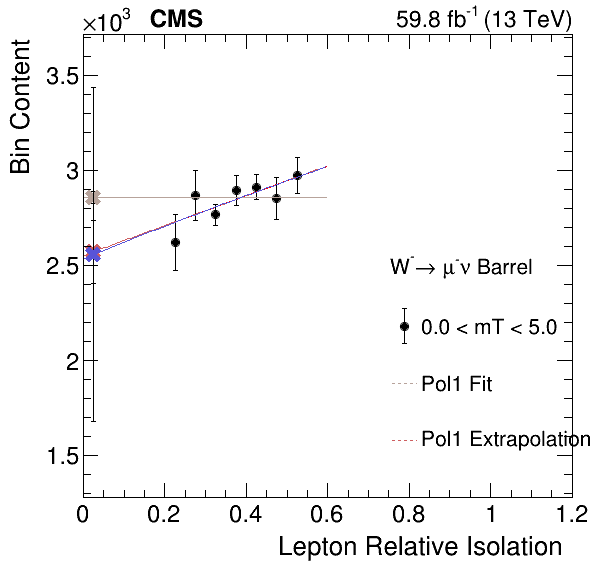 ×10³ CMS 59.8 fb⁻¹ (13 TeV)
Bin Content
3.5
3
2.5
2
1.5
W⁻→ μ⁻ν Barrel
0.0 < mT < 5.0
Pol1 Fit
Pol1 Extrapolation
0 0.2 0.4 0.6 0.8 1 1.2
Lepton Relative Isolation